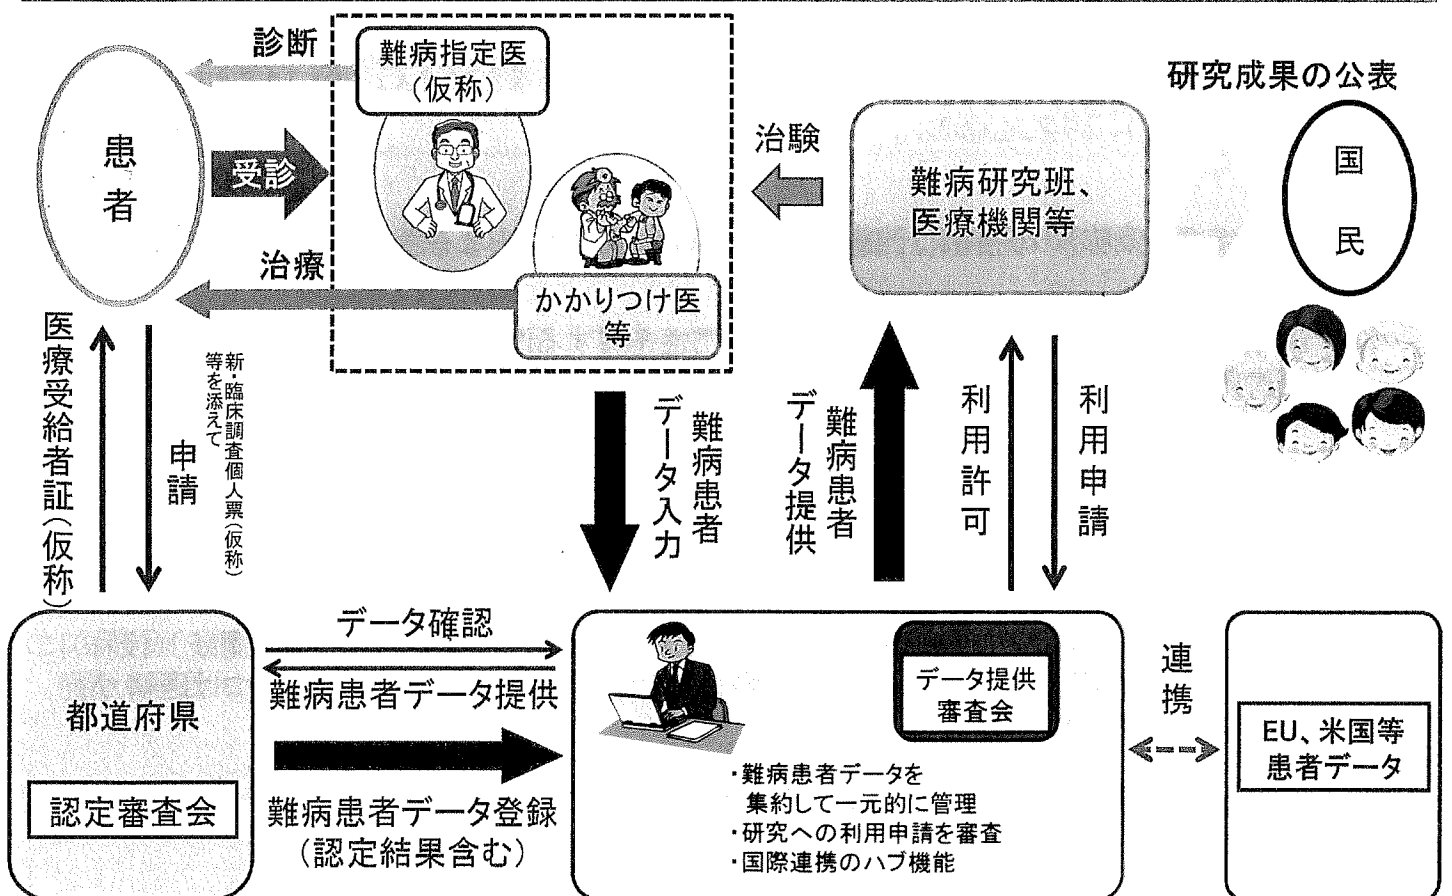 診断
難病指定医
（仮称）
患者
受診
治療
かかりつけ医
等
治験
難病研究班、
医療機関等
研究成果の公表
国民
医療受給者証（仮称）
申請
新・臨床調査個人票（仮称）
等を添えて
難病患者
データ入力
難病患者
データ提供
利用許可
利用申請
都道府県
認定審査会
データ確認
難病患者データ提供
難病患者データ登録
（認定結果含む）
データ提供
審査会
・難病患者データを
集約して一元的に管理
・研究への利用申請を審査
・国際連携のハブ機能
連携
EU、米国等
患者データ